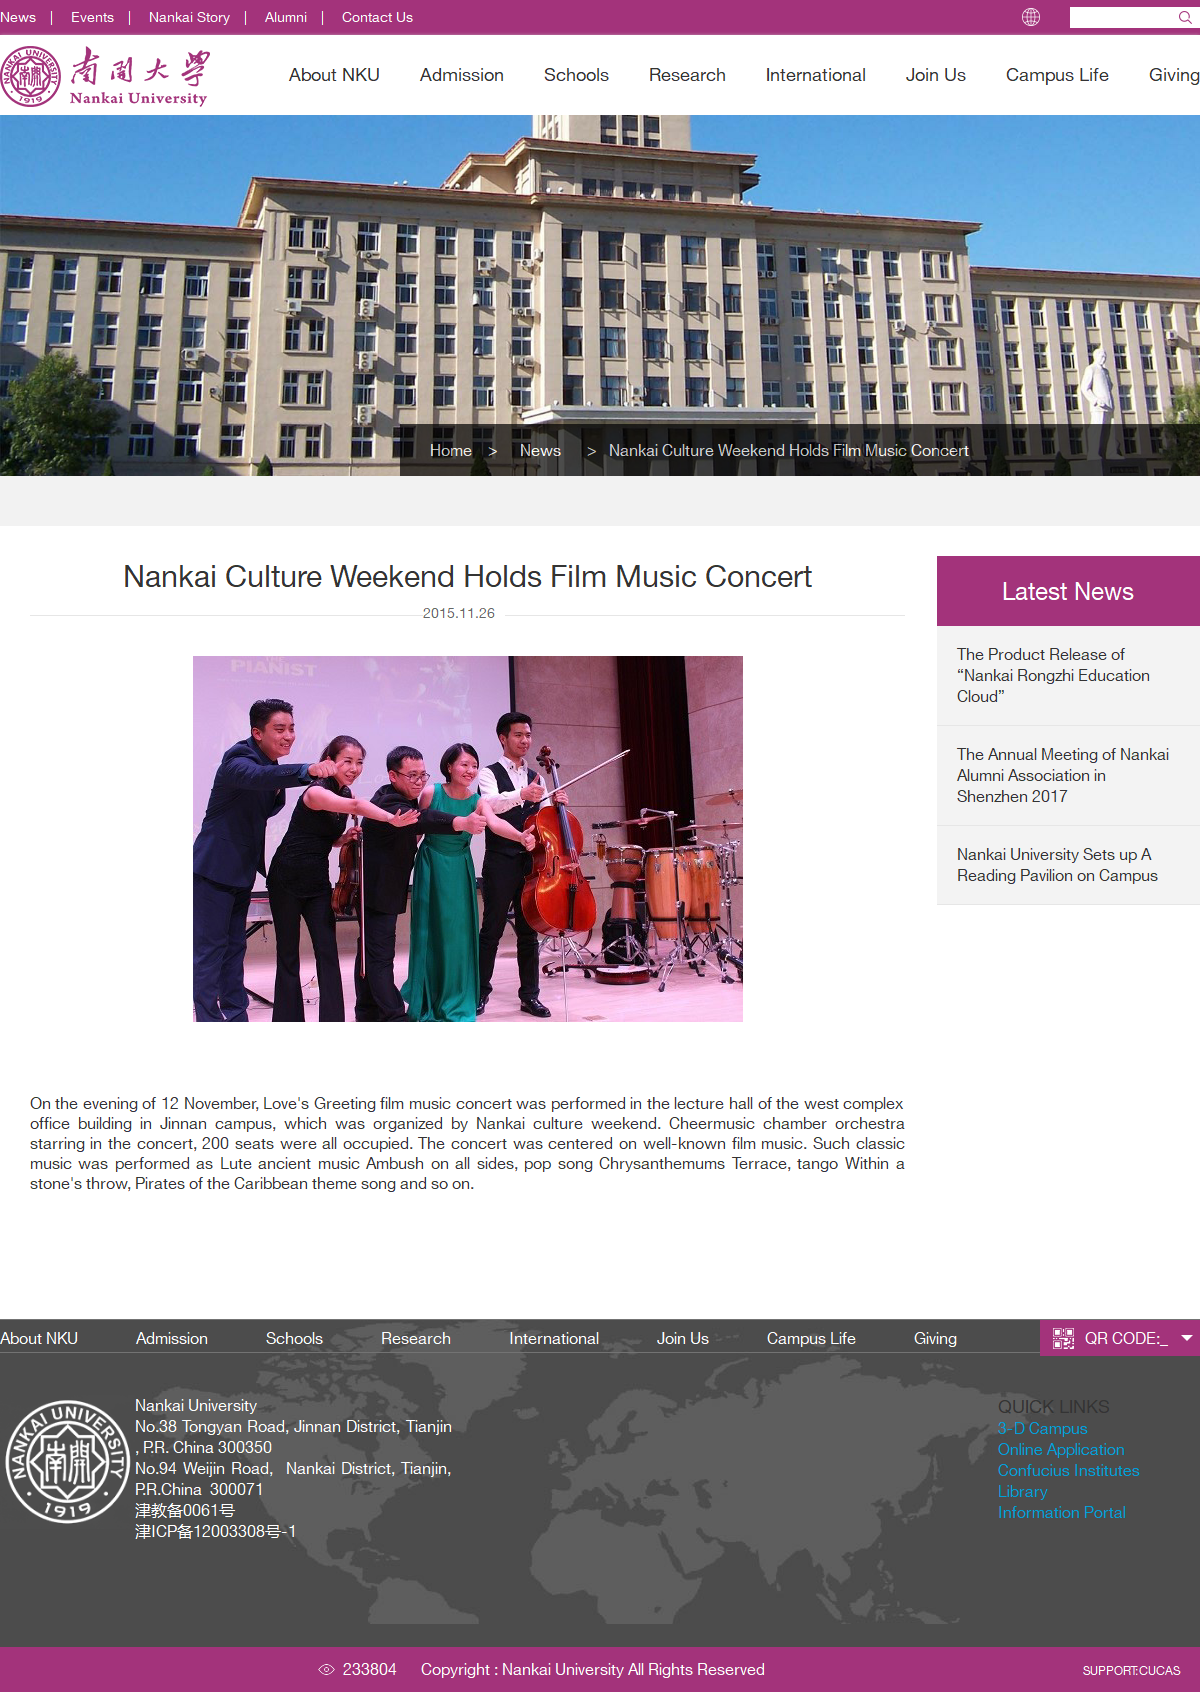 News | Events | Nankai Story | Alumni | Contact Us
NANKAI UNIVERSITY
1919
南開大學
Nankai University
About NKU Admission Schools Research International Join Us Campus Life Giving
Home > News > Nankai Culture Weekend Holds Film Music Concert
Nankai Culture Weekend Holds Film Music Concert
2015.11.26
PIANIST
On the evening of 12 November, Love's Greeting film music concert was performed in the lecture hall of the west complex
office building in Jinnan campus, which was organized by Nankai culture weekend. Cheermusic chamber orchestra
starring in the concert, 200 seats were all occupied. The concert was centered on well-known film music. Such classic
music was performed as Lute ancient music Ambush on all sides, pop song Chrysanthemums Terrace, tango Within a
stone's throw, Pirates of the Caribbean theme song and so on.
Latest News
The Product Release of
“Nankai Rongzhi Education
Cloud”
The Annual Meeting of Nankai
Alumni Association in
Shenzhen 2017
Nankai University Sets up A
Reading Pavilion on Campus
About NKU Admission Schools Research International Join Us Campus Life Giving
QR CODE:_
NANKAI UNIVERSITY
1919
Nankai University
No.38 Tongyan Road, Jinnan District, Tianjin
, P.R. China 300350
No.94 Weijin Road, Nankai District, Tianjin,
P.R.China 300071
津教备0061号
津ICP备12003308号-1
QUICK LINKS
3-D Campus
Online Application
Confucius Institutes
Library
Information Portal
233804 Copyright : Nankai University All Rights Reserved
SUPPORT:CUCAS